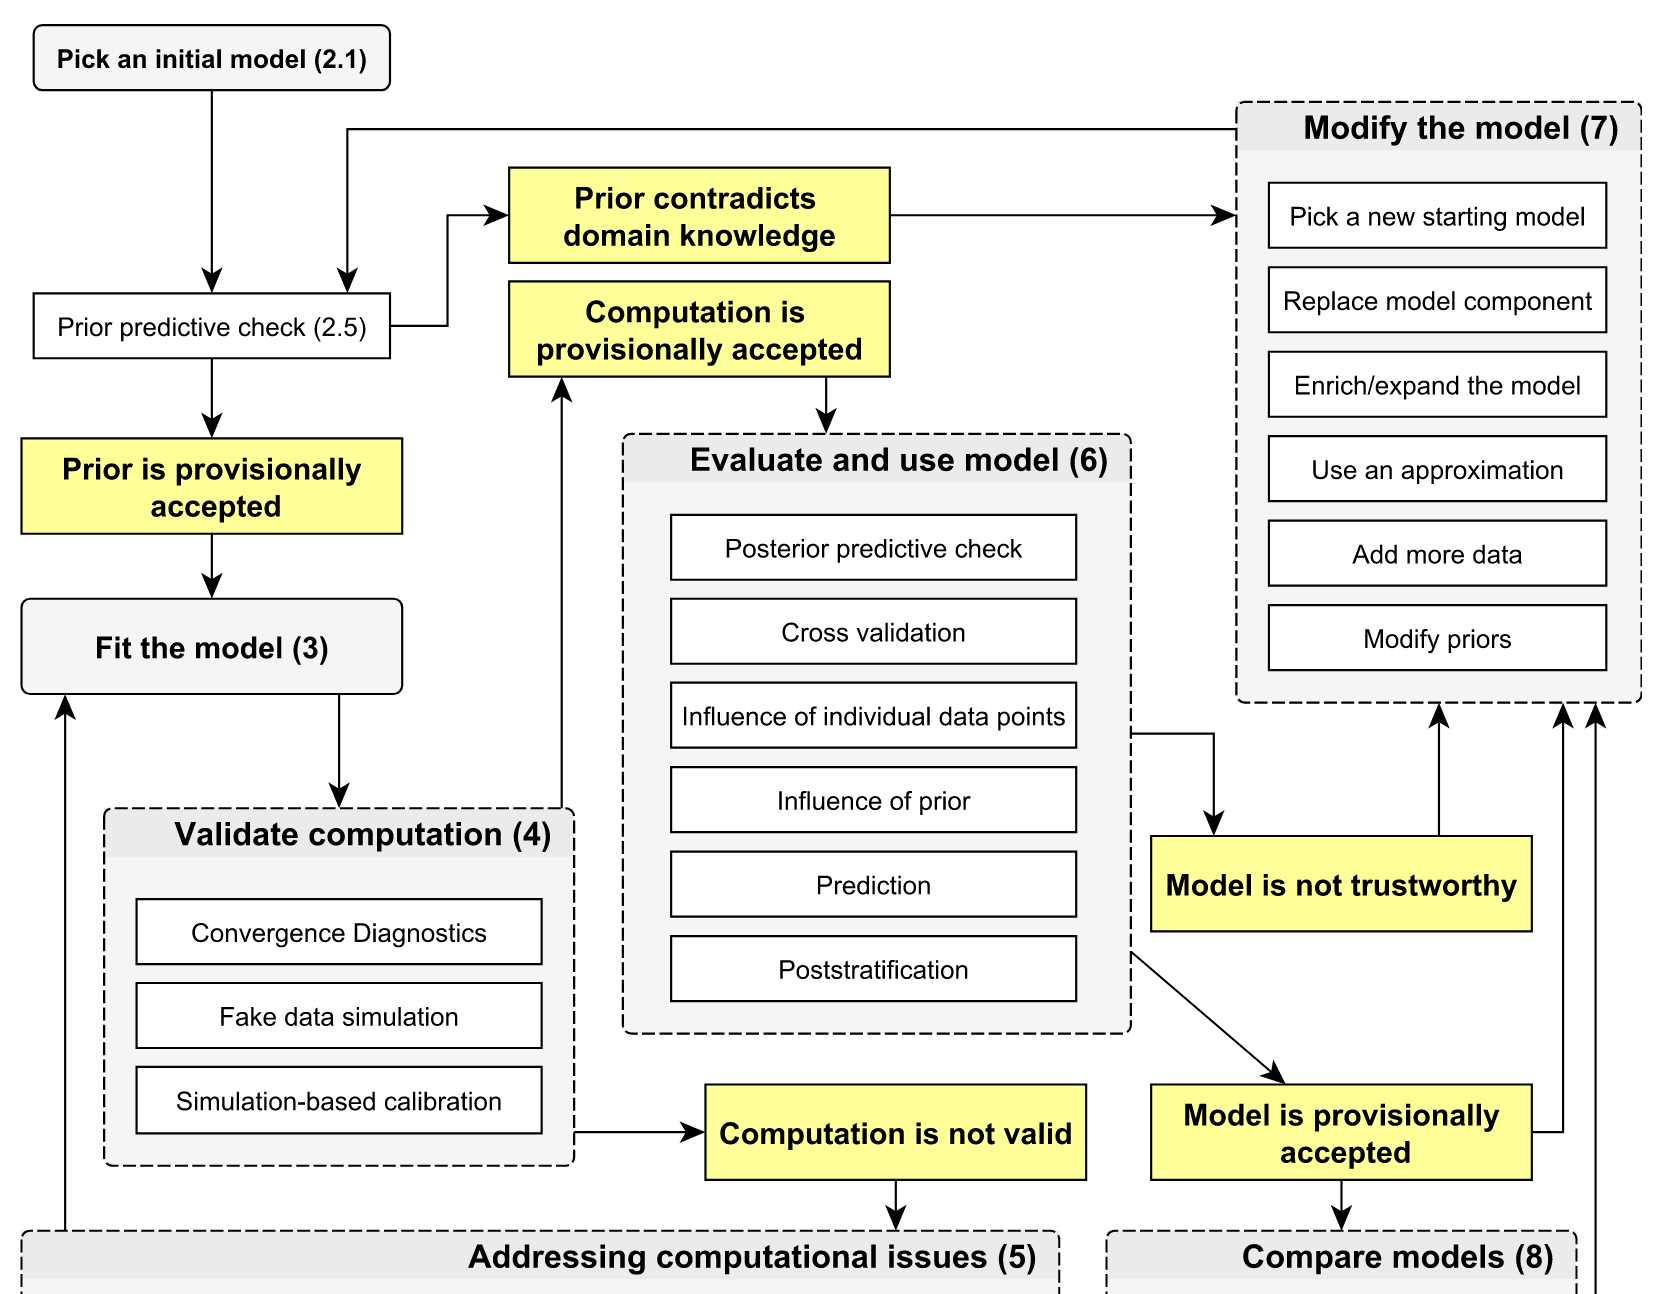 Pick an initial model (2.1)
Modify the model (7)
Prior contradicts
domain knowledge
Pick a new starting model
Prior predictive check (2.5)
Computation is
provisionally accepted
Replace model component
Enrich/expand the model
Prior is provisionally
accepted
Evaluate and use model (6)
Use an approximation
Posterior predictive check
Add more data
Fit the model (3)
Cross validation
Modify priors
Influence of individual data points
Influence of prior
Validate computation (4)
Prediction
Model is not trustworthy
Convergence Diagnostics
Poststratification
Fake data simulation
Simulation-based calibration
Computation is not valid
Model is provisionally
accepted
Addressing computational issues (5)
Compare models (8)